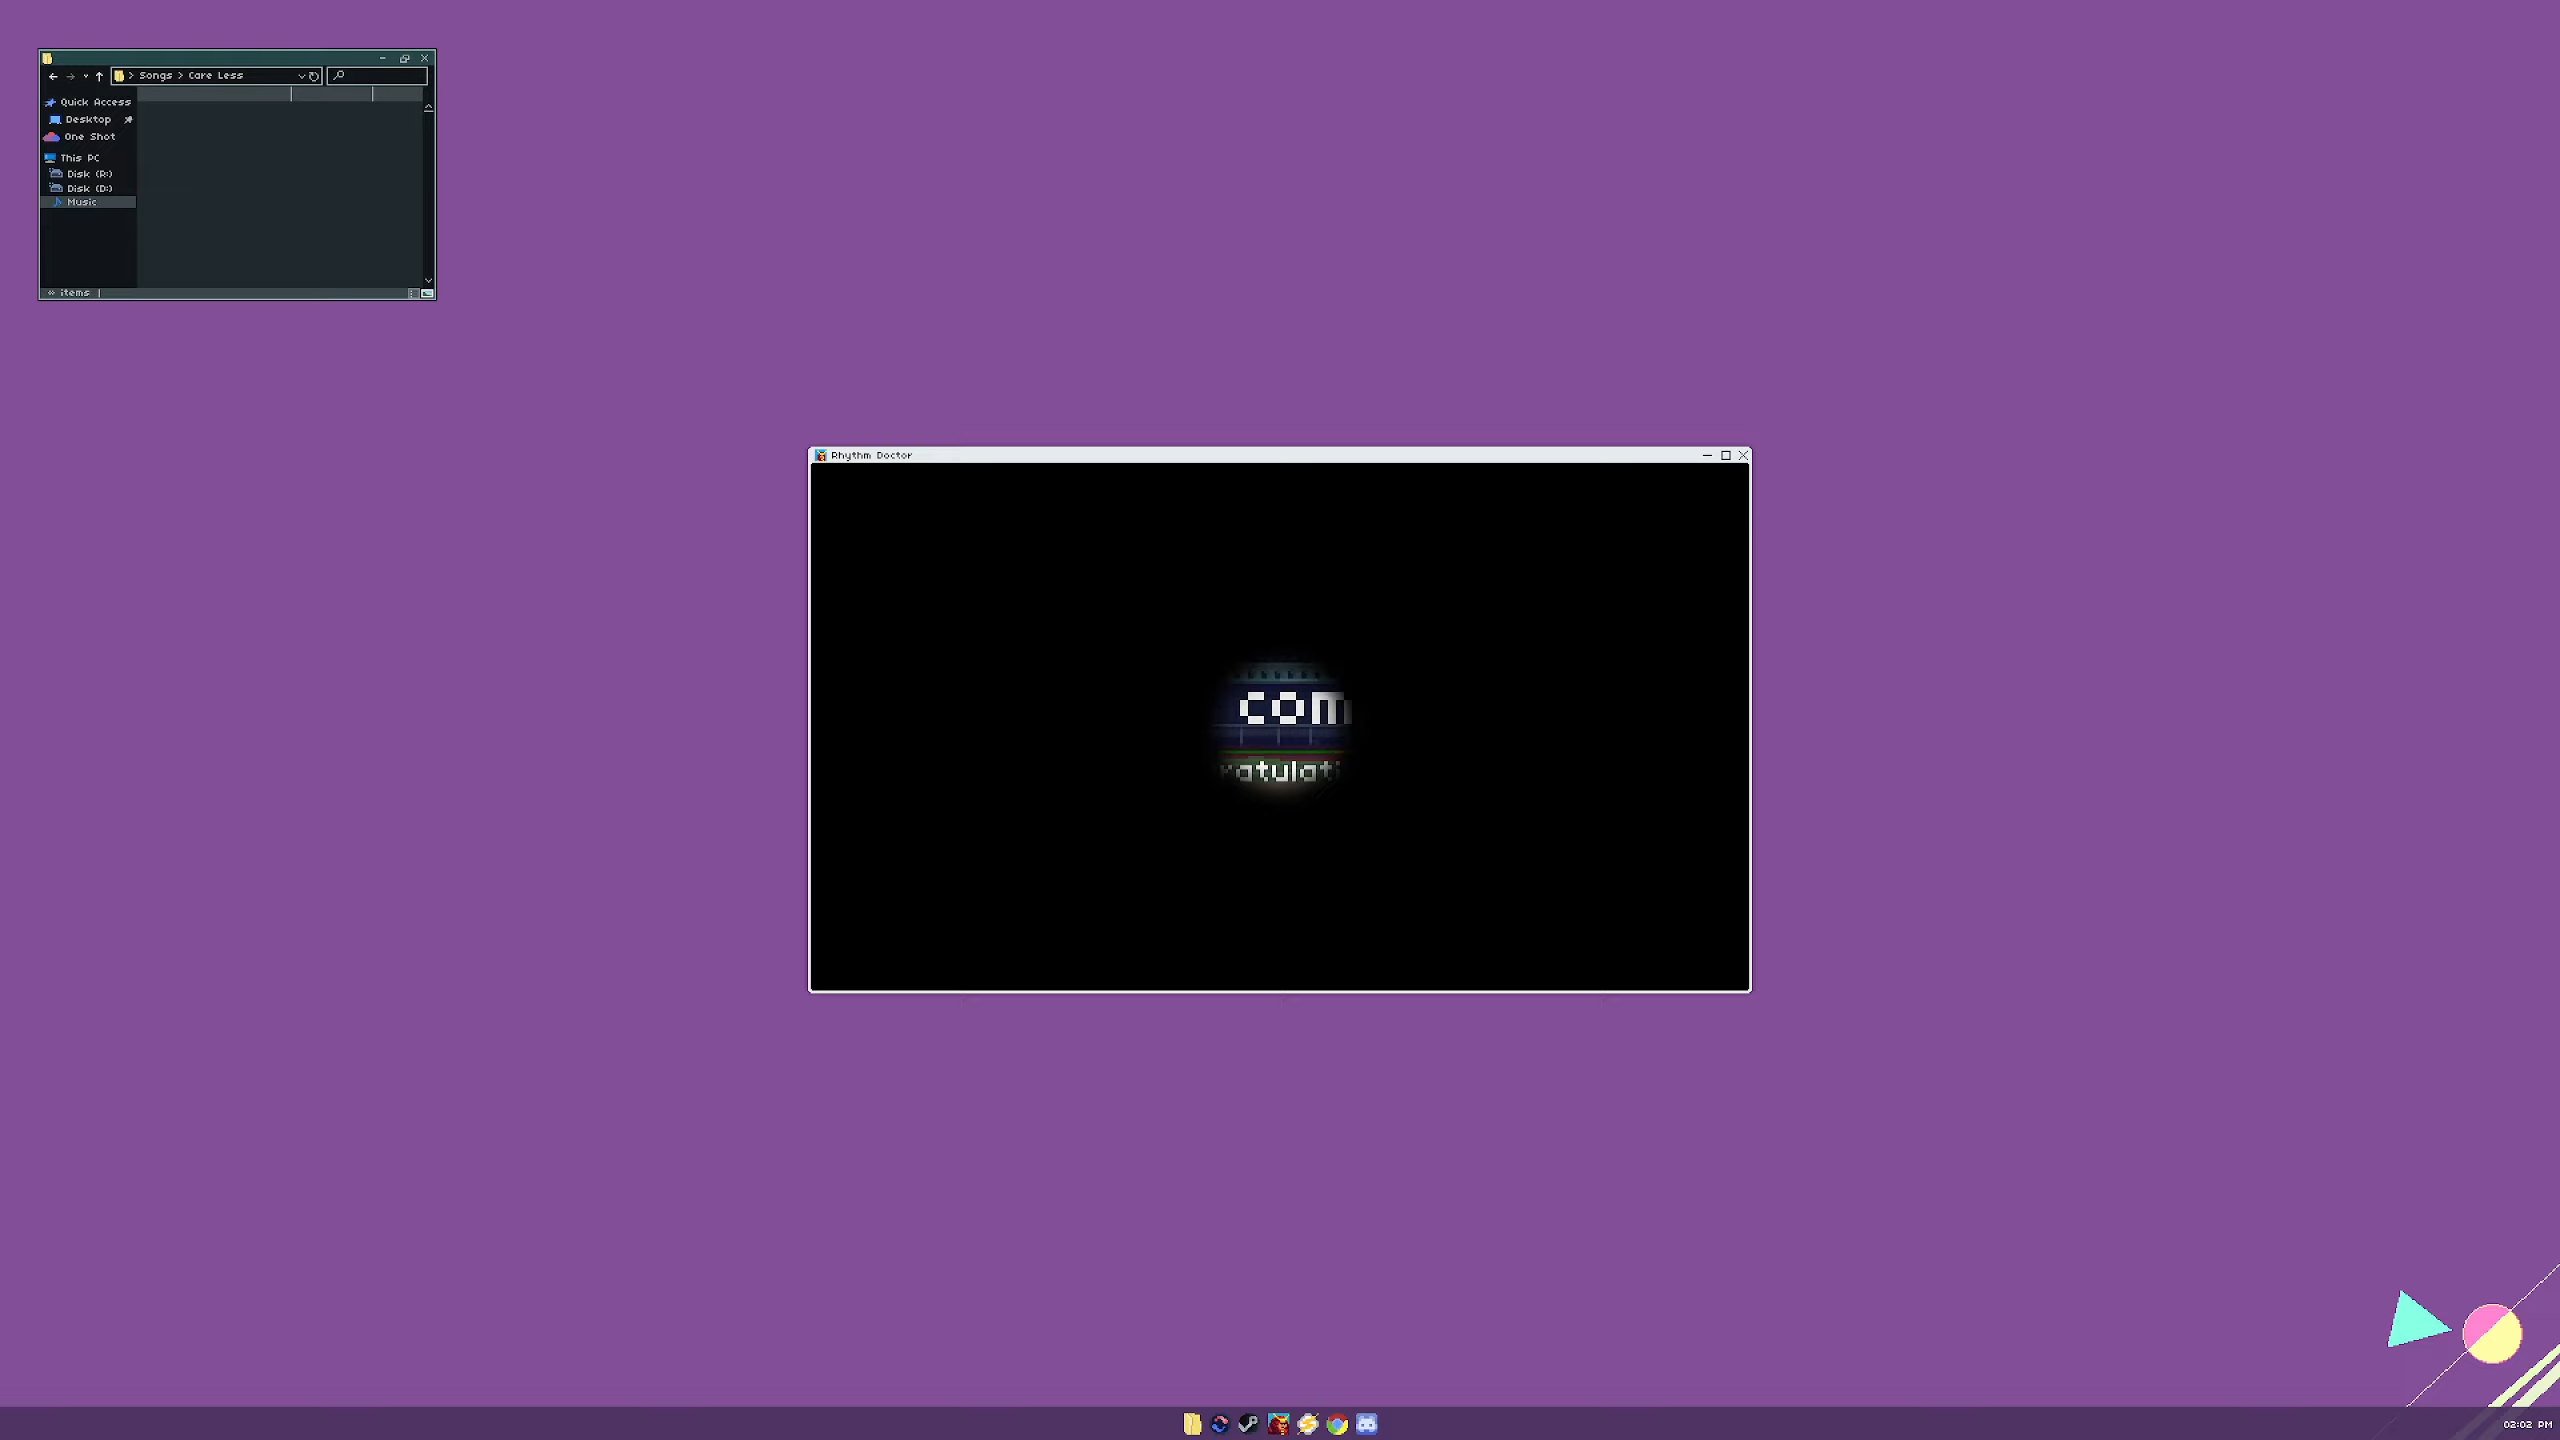 Songs > Care Less
Quick Access
Desktop
One Shot
This PC
Disk (R:)
Disk (D:)
Music
∞ items |
Rhythm Doctor
com
ratulati
02:02 PM